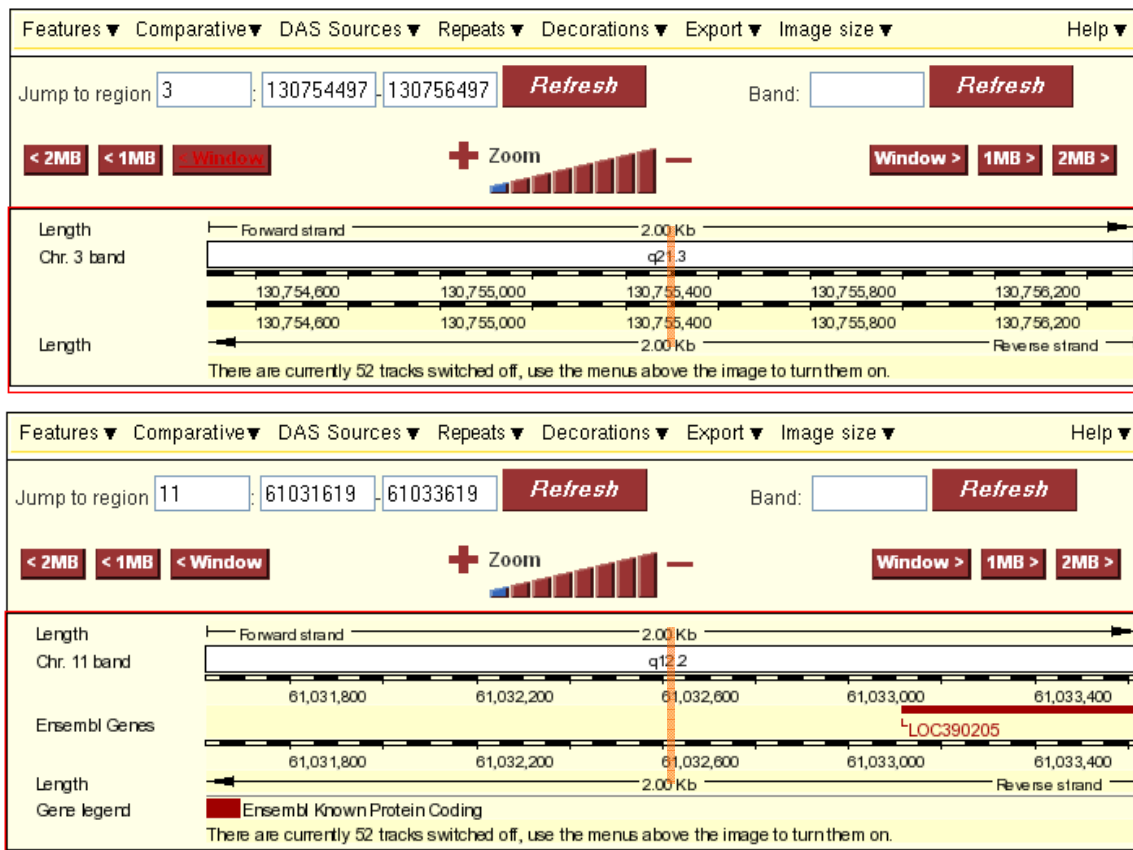 Features ▼ Comparative▼ DAS Sources ▼ Repeats ▼ Decorations ▼ Export ▼ Image size ▼ Help ▼
Jump to region 3 : 130754497 - 130756497 Refresh Band: Refresh
< 2MB < 1MB < Window + Zoom − Window > 1MB > 2MB >
Length Forward strand 2.00 Kb
Chr. 3 band q21.3
130,754,600 130,755,000 130,755,400 130,755,800 130,756,200
130,754,600 130,755,000 130,755,400 130,755,800 130,756,200
Length 2.00 Kb Reverse strand
There are currently 52 tracks switched off, use the menus above the image to turn them on.
Features ▼ Comparative▼ DAS Sources ▼ Repeats ▼ Decorations ▼ Export ▼ Image size ▼ Help ▼
Jump to region 11 : 61031619 - 61033619 Refresh Band: Refresh
< 2MB < 1MB < Window + Zoom − Window > 1MB > 2MB >
Length Forward strand 2.00 Kb
Chr. 11 band q12.2
61,031,800 61,032,200 61,032,600 61,033,000 61,033,400
Ensembl Genes LOC390205
61,031,800 61,032,200 61,032,600 61,033,000 61,033,400
Length 2.00 Kb Reverse strand
Gene legend Ensembl Known Protein Coding
There are currently 52 tracks switched off, use the menus above the image to turn them on.